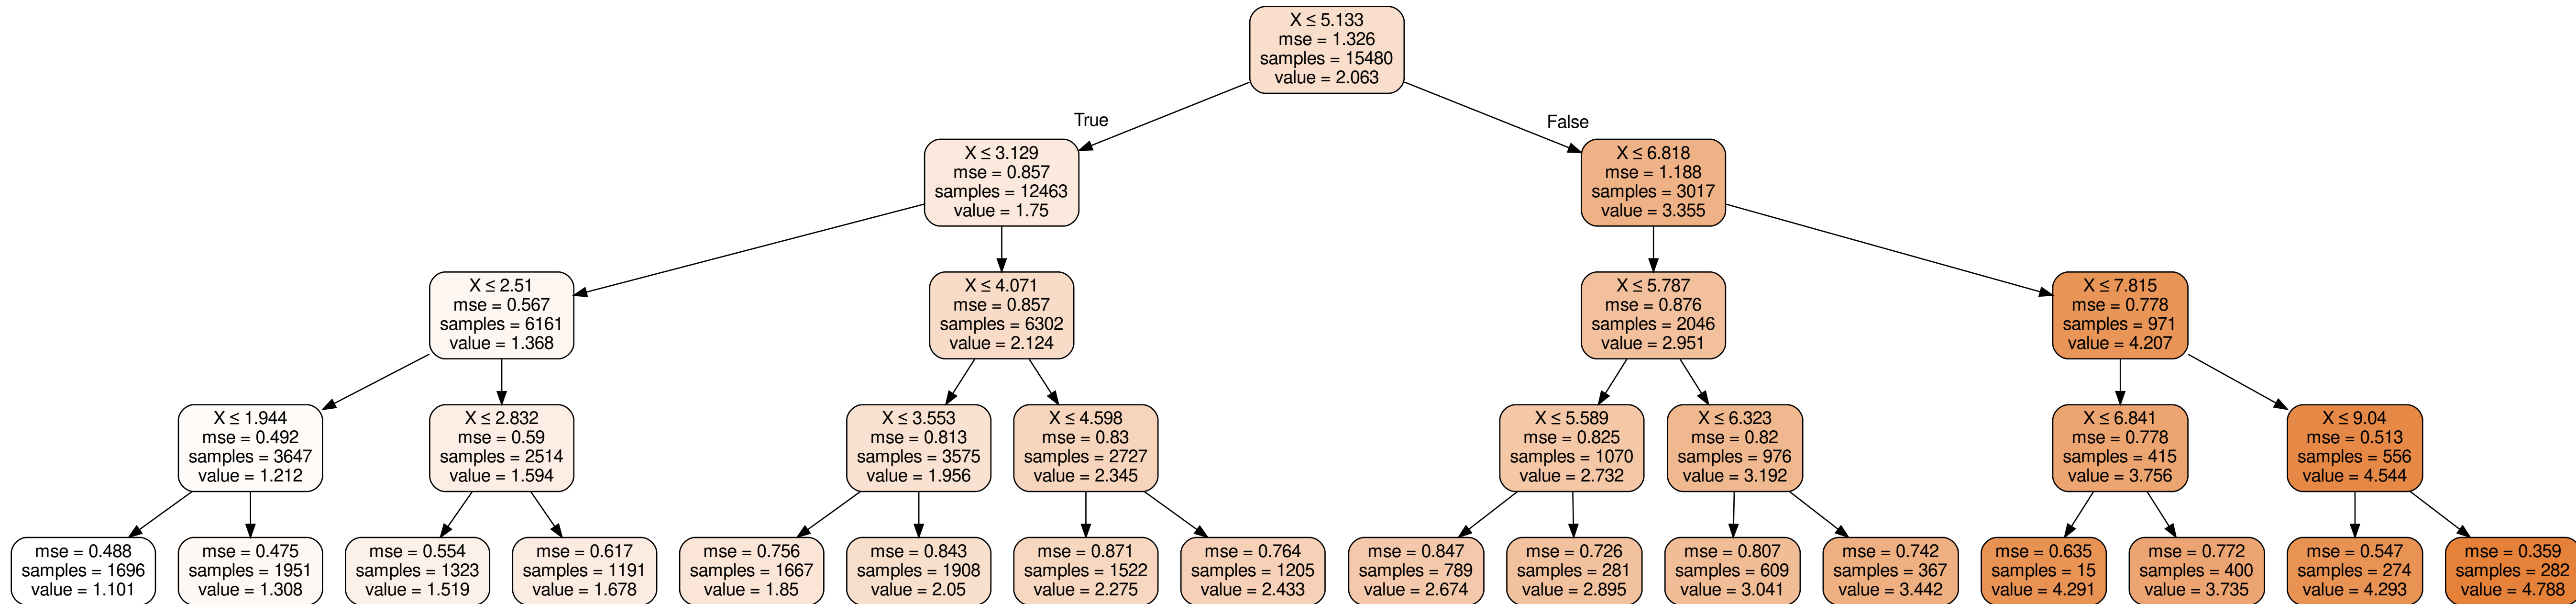 X ≤ 5.133
mse = 1.326
samples = 15480
value = 2.063
True
False
X ≤ 3.129
mse = 0.857
samples = 12463
value = 1.75
X ≤ 6.818
mse = 1.188
samples = 3017
value = 3.355
X ≤ 2.51
mse = 0.567
samples = 6161
value = 1.368
X ≤ 4.071
mse = 0.857
samples = 6302
value = 2.124
X ≤ 5.787
mse = 0.876
samples = 2046
value = 2.951
X ≤ 7.815
mse = 0.778
samples = 971
value = 4.207
X ≤ 1.944
mse = 0.492
samples = 3647
value = 1.212
X ≤ 2.832
mse = 0.59
samples = 2514
value = 1.594
X ≤ 3.553
mse = 0.813
samples = 3575
value = 1.956
X ≤ 4.598
mse = 0.83
samples = 2727
value = 2.345
X ≤ 5.589
mse = 0.825
samples = 1070
value = 2.732
X ≤ 6.323
mse = 0.82
samples = 976
value = 3.192
X ≤ 6.841
mse = 0.778
samples = 415
value = 3.756
X ≤ 9.04
mse = 0.513
samples = 556
value = 4.544
mse = 0.488
samples = 1696
value = 1.101
mse = 0.475
samples = 1951
value = 1.308
mse = 0.554
samples = 1323
value = 1.519
mse = 0.617
samples = 1191
value = 1.678
mse = 0.756
samples = 1667
value = 1.85
mse = 0.843
samples = 1908
value = 2.05
mse = 0.871
samples = 1522
value = 2.275
mse = 0.764
samples = 1205
value = 2.433
mse = 0.847
samples = 789
value = 2.674
mse = 0.726
samples = 281
value = 2.895
mse = 0.807
samples = 609
value = 3.041
mse = 0.742
samples = 367
value = 3.442
mse = 0.635
samples = 15
value = 4.291
mse = 0.772
samples = 400
value = 3.735
mse = 0.547
samples = 274
value = 4.293
mse = 0.359
samples = 282
value = 4.788